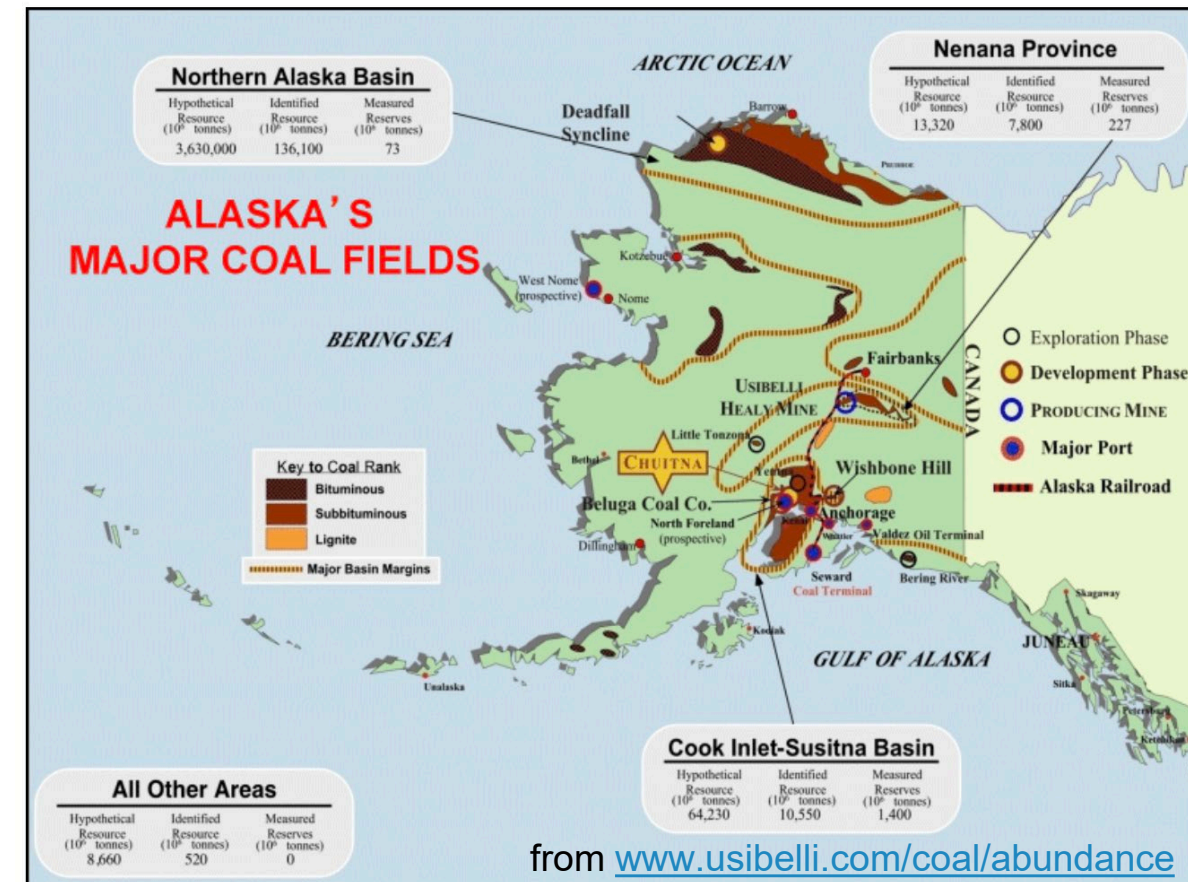 Northern Alaska Basin
Hypothetical Identified Measured
Resource Resource Reserves
(10⁶ tonnes) (10⁶ tonnes) (10⁶ tonnes)
3,630,000 136,100 73
ARCTIC OCEAN
Nenana Province
Hypothetical Identified Measured
Resource Resource Reserves
(10⁶ tonnes) (10⁶ tonnes) (10⁶ tonnes)
13,320 7,800 227
Deadfall
Syncline
Barrow
ALASKA'S
MAJOR COAL FIELDS
Kotzebue
West Nome
(prospective)
Nome
BERING SEA
Fairbanks
CANADA
USIBELLI
HEALY MINE
Exploration Phase
Development Phase
PRODUCING MINE
Major Port
Alaska Railroad
Little Tonzona
Bethel
CHUITNA
Wishbone Hill
Beluga Coal Co.
Anchorage
North Foreland
(prospective)
Kenai
Whittier
Valdez Oil Terminal
Dillingham
Seward
Coal Terminal
Bering River
Key to Coal Rank
Bituminous
Subbituminous
Lignite
Major Basin Margins
Skagaway
Kodiak
JUNEAU
GULF OF ALASKA
Sitka
Petersburg
Ketchikan
Unalaska
Cook Inlet-Susitna Basin
Hypothetical Identified Measured
Resource Resource Reserves
(10⁶ tonnes) (10⁶ tonnes) (10⁶ tonnes)
64,230 10,550 1,400
All Other Areas
Hypothetical Identified Measured
Resource Resource Reserves
(10⁶ tonnes) (10⁶ tonnes) (10⁶ tonnes)
8,660 520 0
from www.usibelli.com/coal/abundance